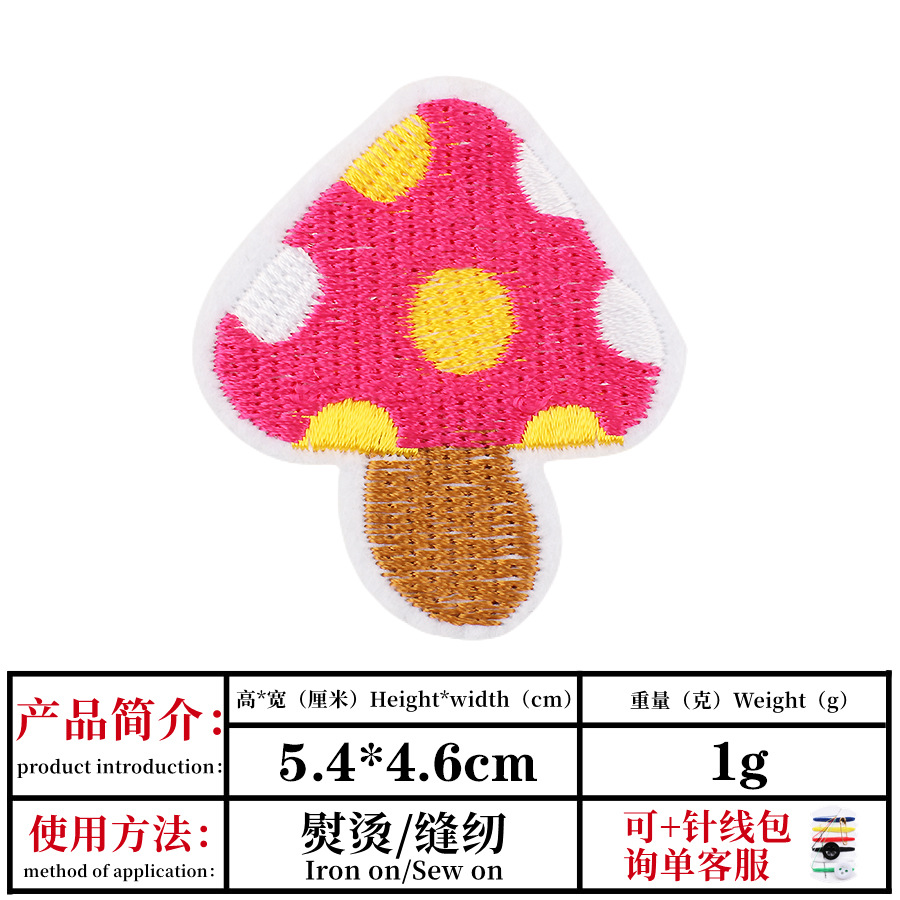 产品简介:
product introduction:
高*宽（厘米）Height*width（cm）
重量（克）Weight（g）
5.4*4.6cm
1g
使用方法:
method of application:
熨烫/缝纫
Iron on/Sew on
可+针线包
询单客服